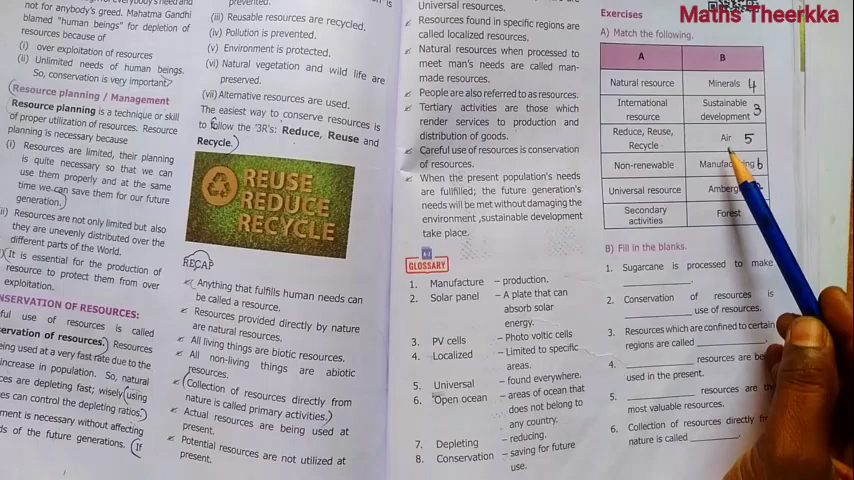 not for anybody's greed. Mahatma Gandhi
blamed "human beings" for depletion of
resources because of
(i) over exploitation of resources
(ii) Unlimited needs of human beings.
So, conservation is very important.
Resource planning / Management
Resource planning is a technique or skill
of proper utilization of resources. Resource
planning is necessary because
(i) Resources are limited, their planning
is quite necessary so that we can
use them properly and at the same
time we can save them for our future
generation.
Resources are not only limited but also
they are unevenly distributed over the
different parts of the World.
It is essential for the production of
resource to protect them from over
exploitation.
CONSERVATION OF RESOURCES:
use of resources is called
conservation of resources. Resources
being used at a very fast rate due to the
increase in population. So, natural
are depleting fast; wisely using
can control the depleting ratios.
is necessary without affecting
of the future generations. If
prevented.
(iii) Reusable resources are recycled.
(iv) Pollution is prevented.
(v) Environment is protected.
(vi) Natural vegetation and wild life are
preserved.
(vii) Alternative resources are used.
The easiest way to conserve resources is
to follow the '3R's: Reduce, Reuse and
Recycle.
REUSE
REDUCE
RECYCLE
RECAP
Anything that fulfills human needs can
be called a resource.
Resources provided directly by nature
are natural resources.
All living things are biotic resources.
All non-living things are abiotic
resources.
Collection of resources directly from
nature is called primary activities.
Actual resources are being used at
present.
Potential resources are not utilized at
present.
Universal resources.
Resources found in specific regions are
called localized resources.
Natural resources when processed to
meet man's needs are called man-
made resources.
People are also referred to as resources.
Tertiary activities are those which
render services to production and
distribution of goods.
Careful use of resources is conservation
of resources.
When the present population's needs
are fullfilled; the future generation's
needs will be met without damaging the
environment ,sustainable development
take place.
GLOSSARY
1. Manufacture – production.
2. Solar panel – A plate that can
absorb solar
energy.
3. PV cells – Photo voltic cells
4. Localized – Limited to specific
areas.
5. Universal – found everywhere.
6. Open ocean – areas of ocean that
does not belong to
any country.
7. Depleting – reducing.
8. Conservation – saving for future
use.
Maths Theerkka
Exercises
A) Match the following.
A B
Natural resource Minerals 4
International resource Sustainable development 3
Reduce, Reuse, Recycle Air 5
Non-renewable 6
Universal resource
Secondary activities Forest
B) Fill in the blanks.
1. Sugarcane is processed to make
____________.
2. Conservation of resources is
____________ use of resources.
3. Resources which are confined to certain
regions are called ____________
4. ____________ resources are
used in the present.
5. ____________ resources are
most valuable resources.
6. Collection of resources directly
nature is called ____________.